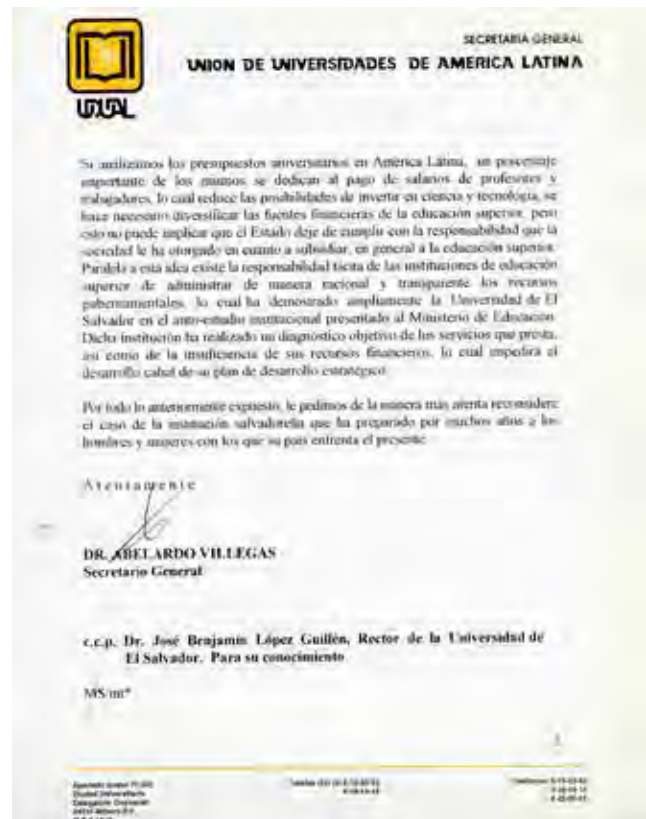 SECRETARIA GENERAL
UNION DE UNIVERSIDADES DE AMERICA LATINA
UDUAL
Si analizamos los presupuestos universitarios en América Latina, un porcentaje
importante de los mismos se dedican al pago de salarios de profesores y
trabajadores, lo cual reduce las posibilidades de invertir en ciencia y tecnología, se
hace necesario diversificar las fuentes financieras de la educación superior, pero
esto no puede implicar que el Estado deje de cumplir con la responsabilidad que la
sociedad le ha otorgado en cuanto a subsidiar, en general a la educación superior.
Paralela a esta idea existe la responsabilidad tácita de las instituciones de educación
superior de administrar de manera racional y transparente los recursos
gubernamentales, lo cual ha demostrado ampliamente la Universidad de El
Salvador en el auto-estudio institucional presentado al Ministerio de Educación.
Dicha institución ha realizado un diagnóstico objetivo de los servicios que presta,
así como de la insuficiencia de sus recursos financieros, lo cual impedirá el
desarrollo cabal de su plan de desarrollo estratégico.
Por todo lo anteriormente expuesto, le pedimos de la manera más atenta reconsidere
el caso de la institución salvadoreña que ha preparado por muchos años a los
hombres y mujeres con los que su país enfrenta el presente.
Atentamente
DR. ABELARDO VILLEGAS
Secretario General
c.c.p. Dr. José Benjamín López Guillén, Rector de la Universidad de
El Salvador. Para su conocimiento
MS/mt*
Ciudad Universitaria